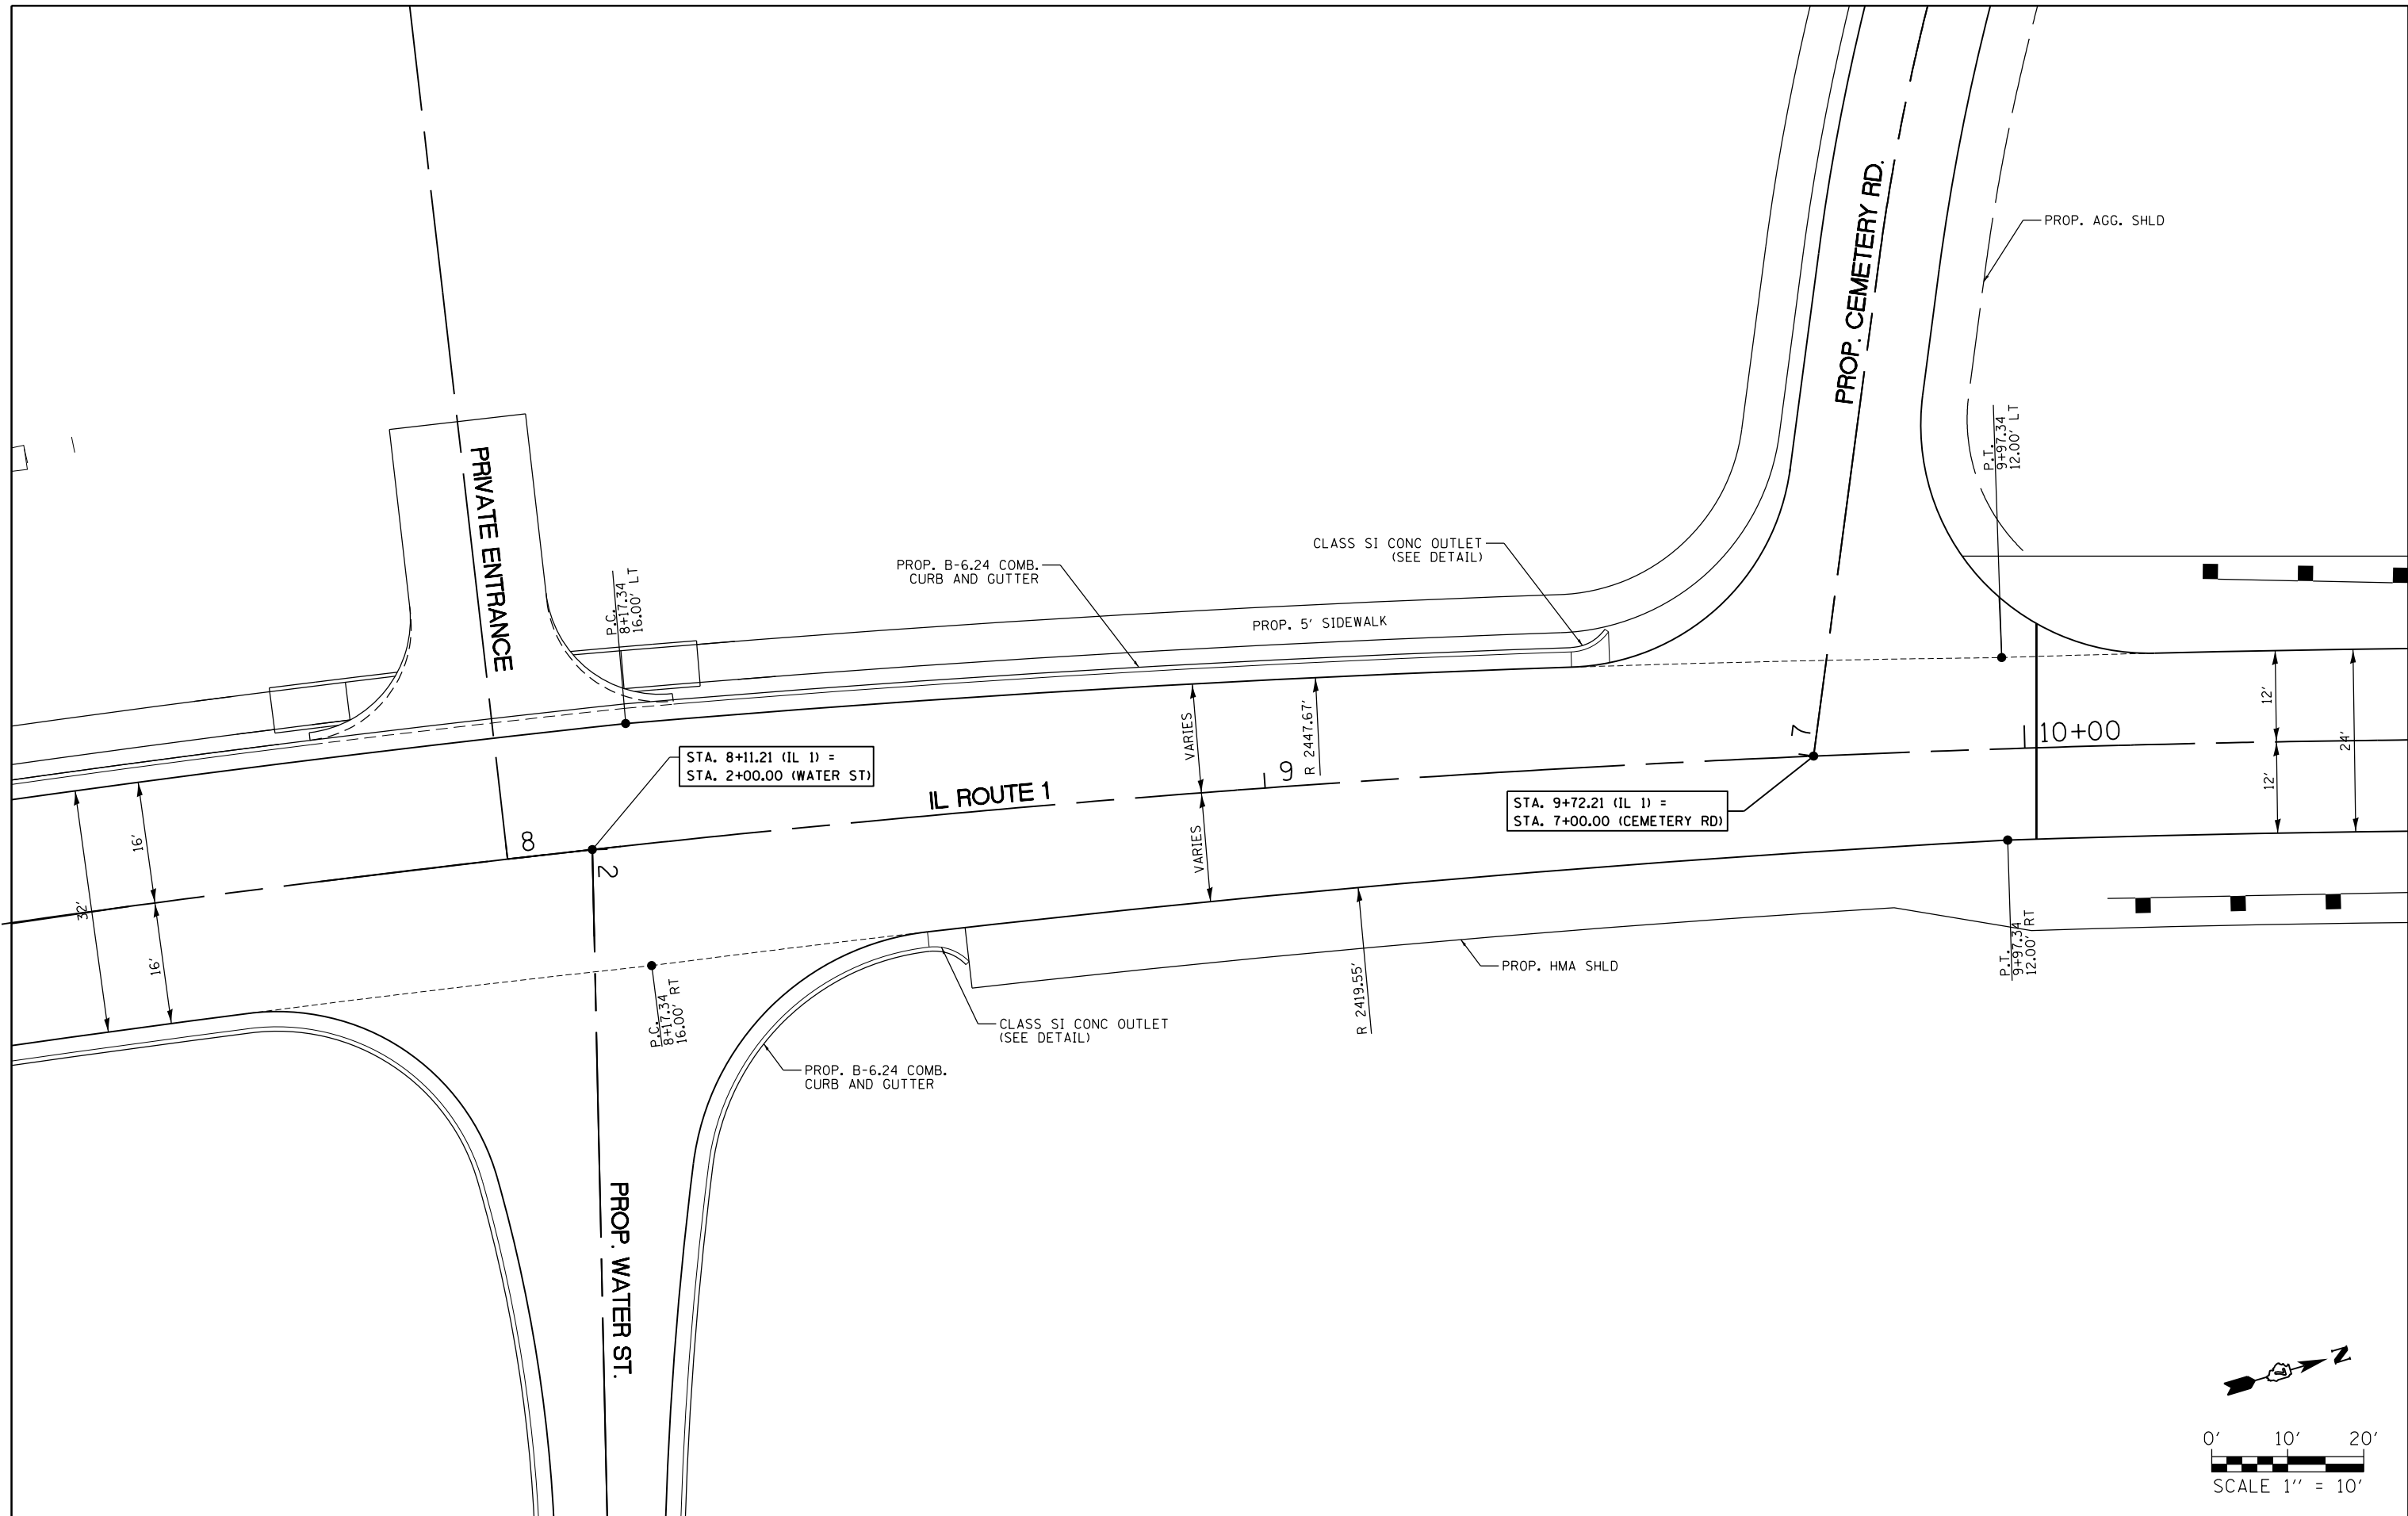 PROP. CEMETERY RD.
PROP. AGG. SHLD
P.T.
9+97.34
12.00' LT
PRIVATE ENTRANCE
P.C.
8+17.34
16.00' LT
PROP. B-6.24 COMB.
CURB AND GUTTER
CLASS SI CONC OUTLET
(SEE DETAIL)
PROP. 5' SIDEWALK
STA. 8+11.21 (IL 1) =
STA. 2+00.00 (WATER ST)
IL ROUTE 1
VARIES
VARIES
R 2447.67'
9
7
10+00
12'
12'
24'
STA. 9+72.21 (IL 1) =
STA. 7+00.00 (CEMETERY RD)
8
2
16'
16'
32'
P.C.
8+17.34
16.00' RT
P.T.
9+97.34
12.00' RT
PROP. HMA SHLD
R 2419.55'
CLASS SI CONC OUTLET
(SEE DETAIL)
PROP. B-6.24 COMB.
CURB AND GUTTER
PROP. WATER ST.
N
0' 10' 20'
SCALE 1'' = 10'